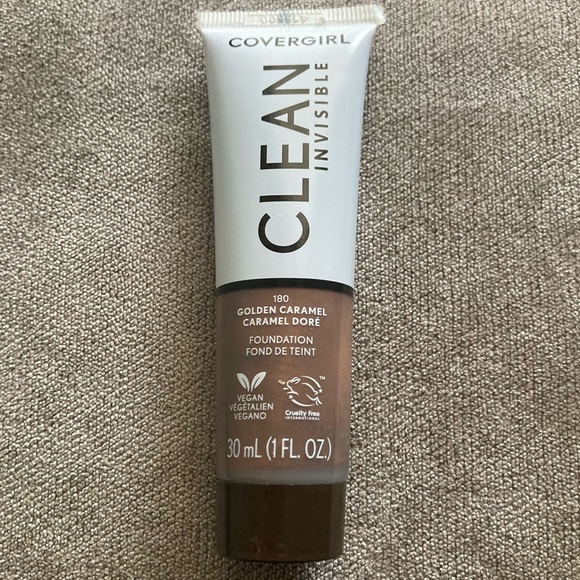 COVERGIRL
CLEAN
INVISIBLE
180
GOLDEN CARAMEL
CARAMEL DORÉ
FOUNDATION
FOND DE TEINT
VEGAN
VÉGÉTALIEN
VEGANO
TM
Cruelty Free
INTERNATIONAL
30 mL (1 FL. OZ.)